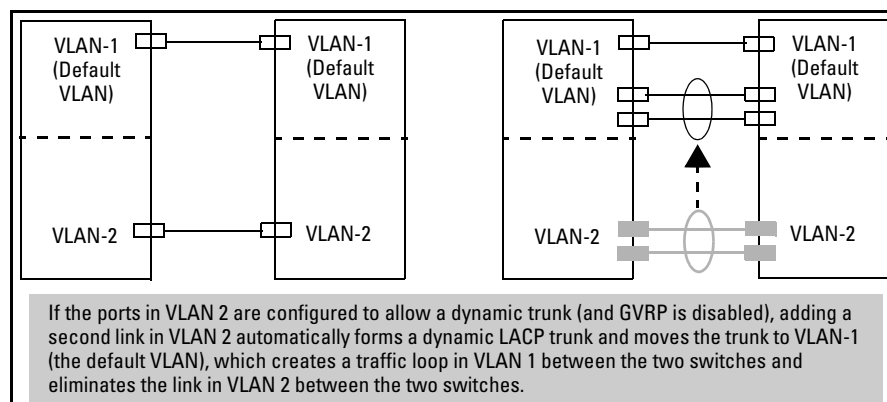 VLAN-1
(Default
VLAN)
VLAN-1
(Default
VLAN)
VLAN-2
VLAN-2
VLAN-1
(Default
VLAN)
VLAN-1
(Default
VLAN)
VLAN-2
VLAN-2
If the ports in VLAN 2 are configured to allow a dynamic trunk (and GVRP is disabled), adding a
second link in VLAN 2 automatically forms a dynamic LACP trunk and moves the trunk to VLAN-1
(the default VLAN), which creates a traffic loop in VLAN 1 between the two switches and
eliminates the link in VLAN 2 between the two switches.